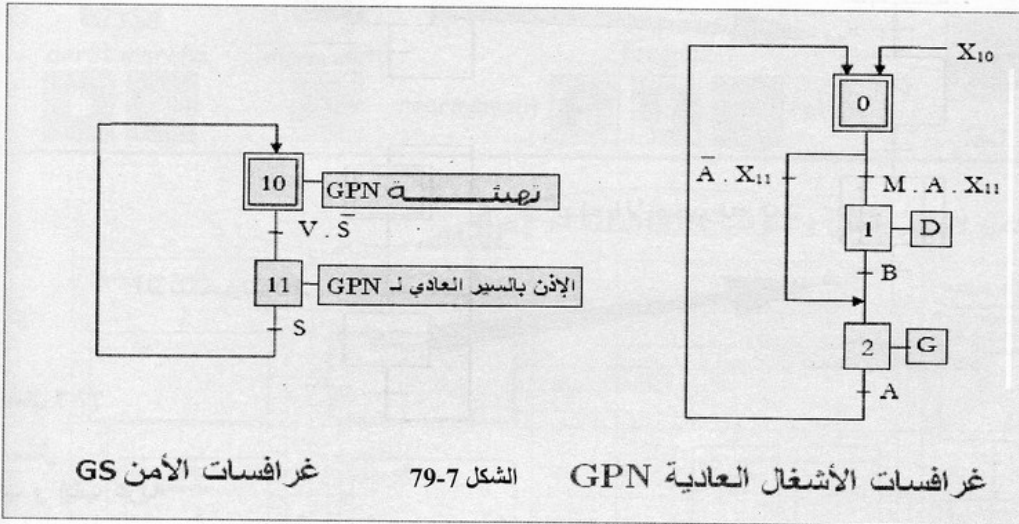 X₁₀
0
Ā . X₁₁
M . A . X₁₁
1
D
B
2
G
A
10
تهيئـــــــة GPN
V . S̄
11
الإذن بالسير العادي لـ GPN
S
غرافسات الأشغال العادية GPN
الشكل 7-79
غرافسات الأمن GS